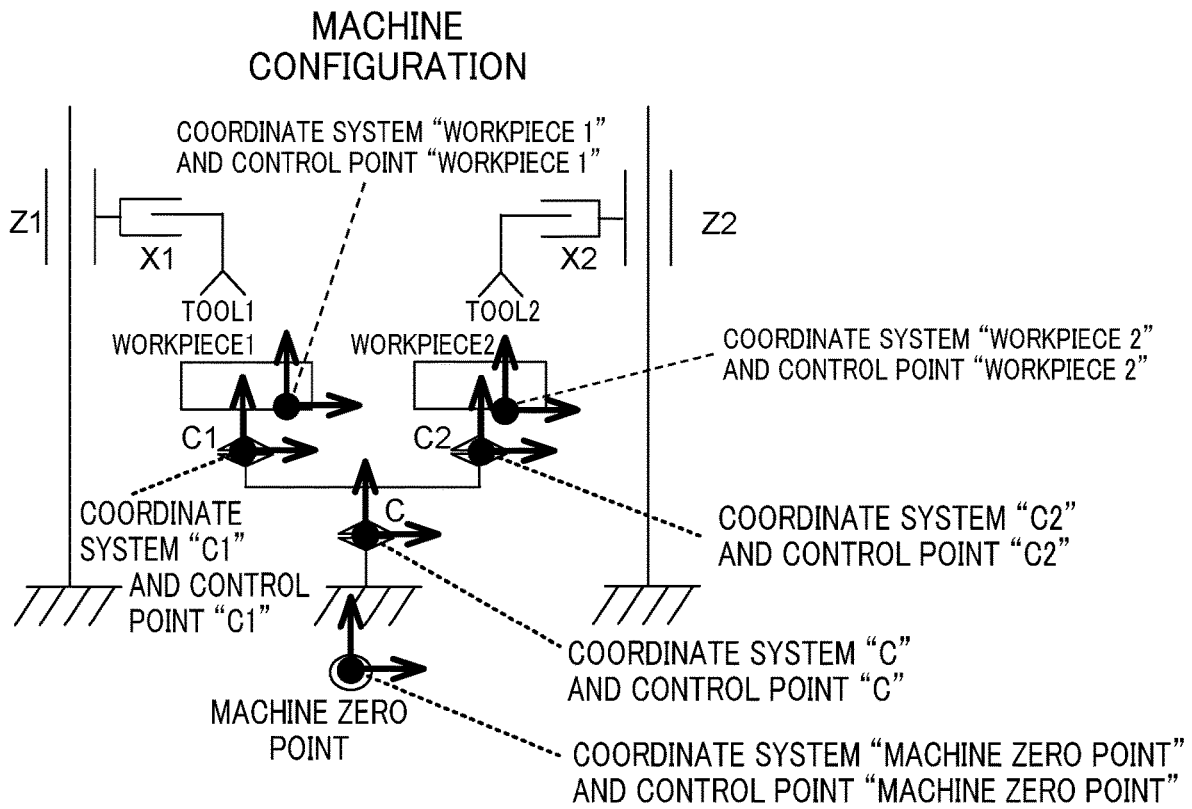 MACHINE
CONFIGURATION
COORDINATE SYSTEM “WORKPIECE 1”
AND CONTROL POINT “WORKPIECE 1”
Z1
X1
X2
Z2
TOOL1
TOOL2
WORKPIECE1
WORKPIECE2
COORDINATE SYSTEM “WORKPIECE 2”
AND CONTROL POINT “WORKPIECE 2”
C1
C2
COORDINATE
SYSTEM “C1”
AND CONTROL
POINT “C1”
C
COORDINATE SYSTEM “C2”
AND CONTROL POINT “C2”
COORDINATE SYSTEM “C”
AND CONTROL POINT “C”
MACHINE ZERO
POINT
COORDINATE SYSTEM “MACHINE ZERO POINT”
AND CONTROL POINT “MACHINE ZERO POINT”